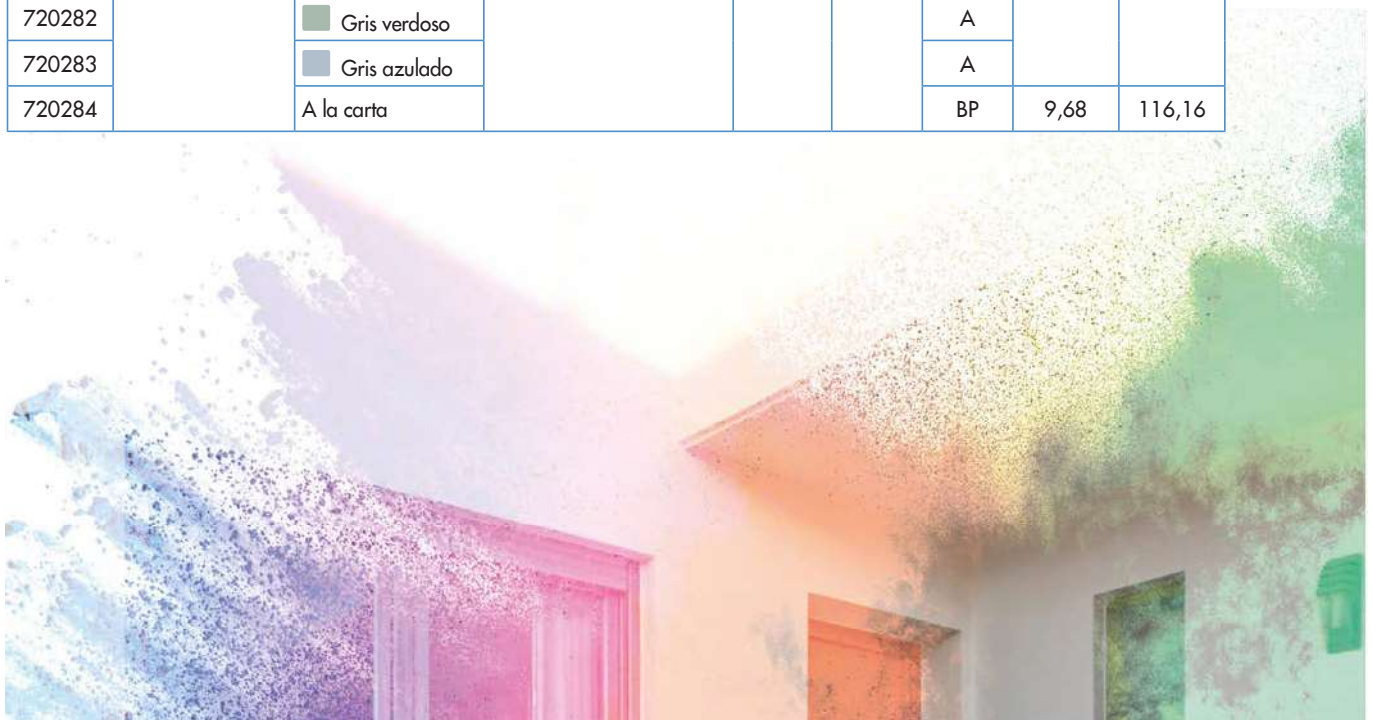 720282 Gris verdoso A
720283 Gris azulado A
720284 A la carta BP 9,68 116,16